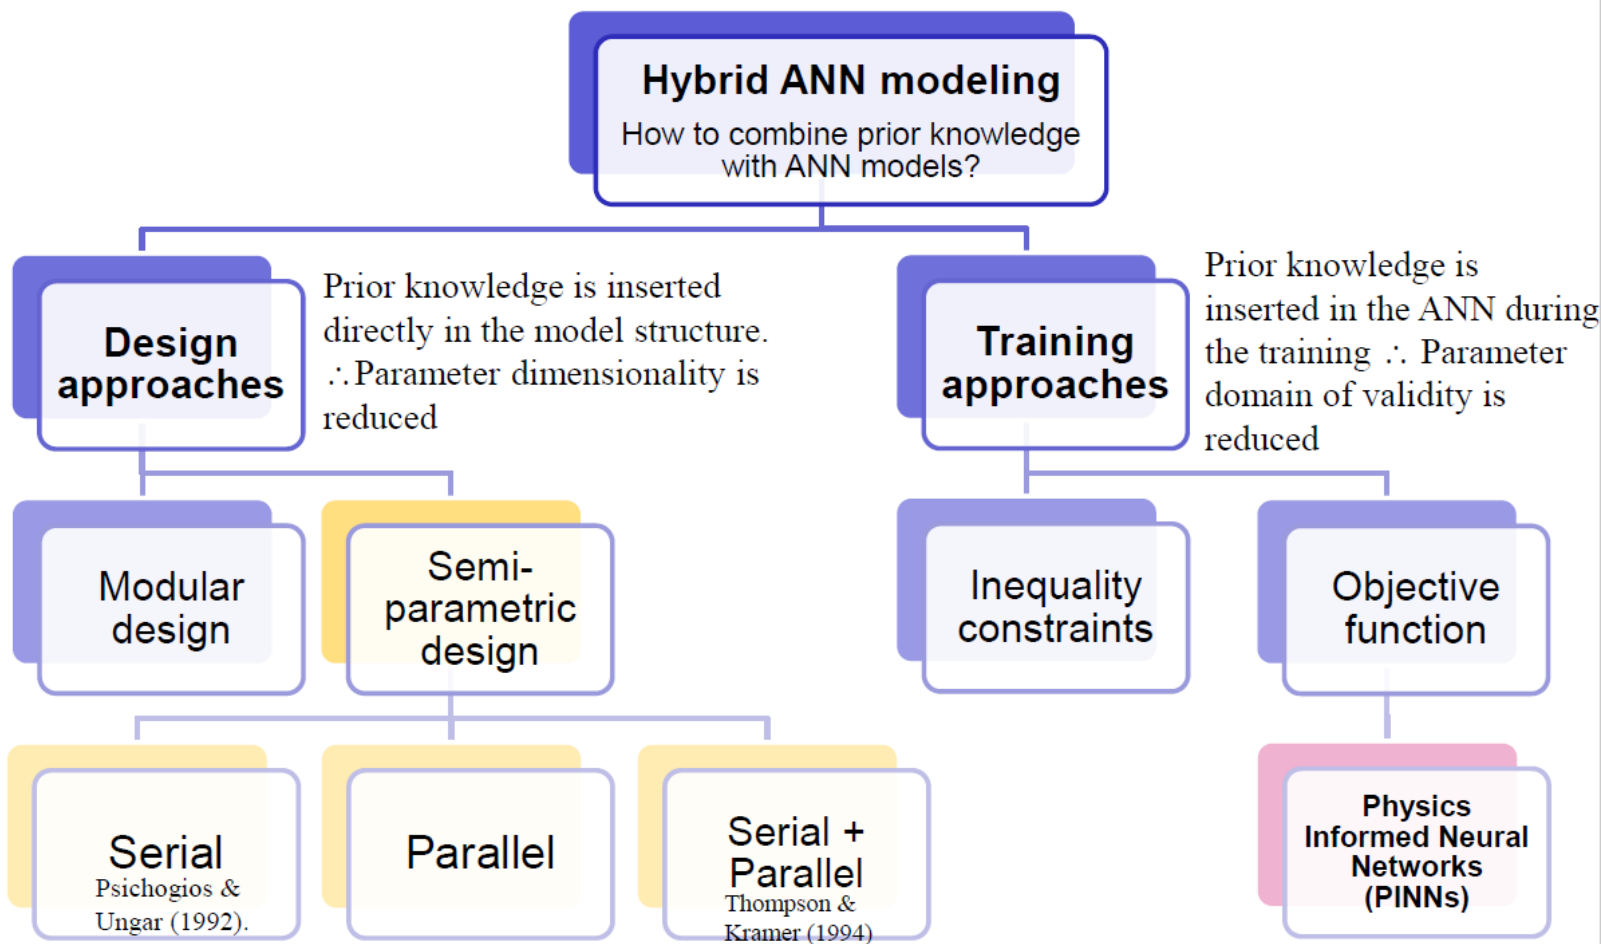 Hybrid ANN modeling
How to combine prior knowledge
with ANN models?
Design
approaches
Prior knowledge is inserted
directly in the model structure.
∴Parameter dimensionality is
reduced
Training
approaches
Prior knowledge is
inserted in the ANN during
the training ∴ Parameter
domain of validity is
reduced
Modular
design
Semi-
parametric
design
Inequality
constraints
Objective
function
Serial
Psichogios &
Ungar (1992).
Parallel
Serial +
Parallel
Thompson &
Kramer (1994)
Physics
Informed Neural
Networks
(PINNs)